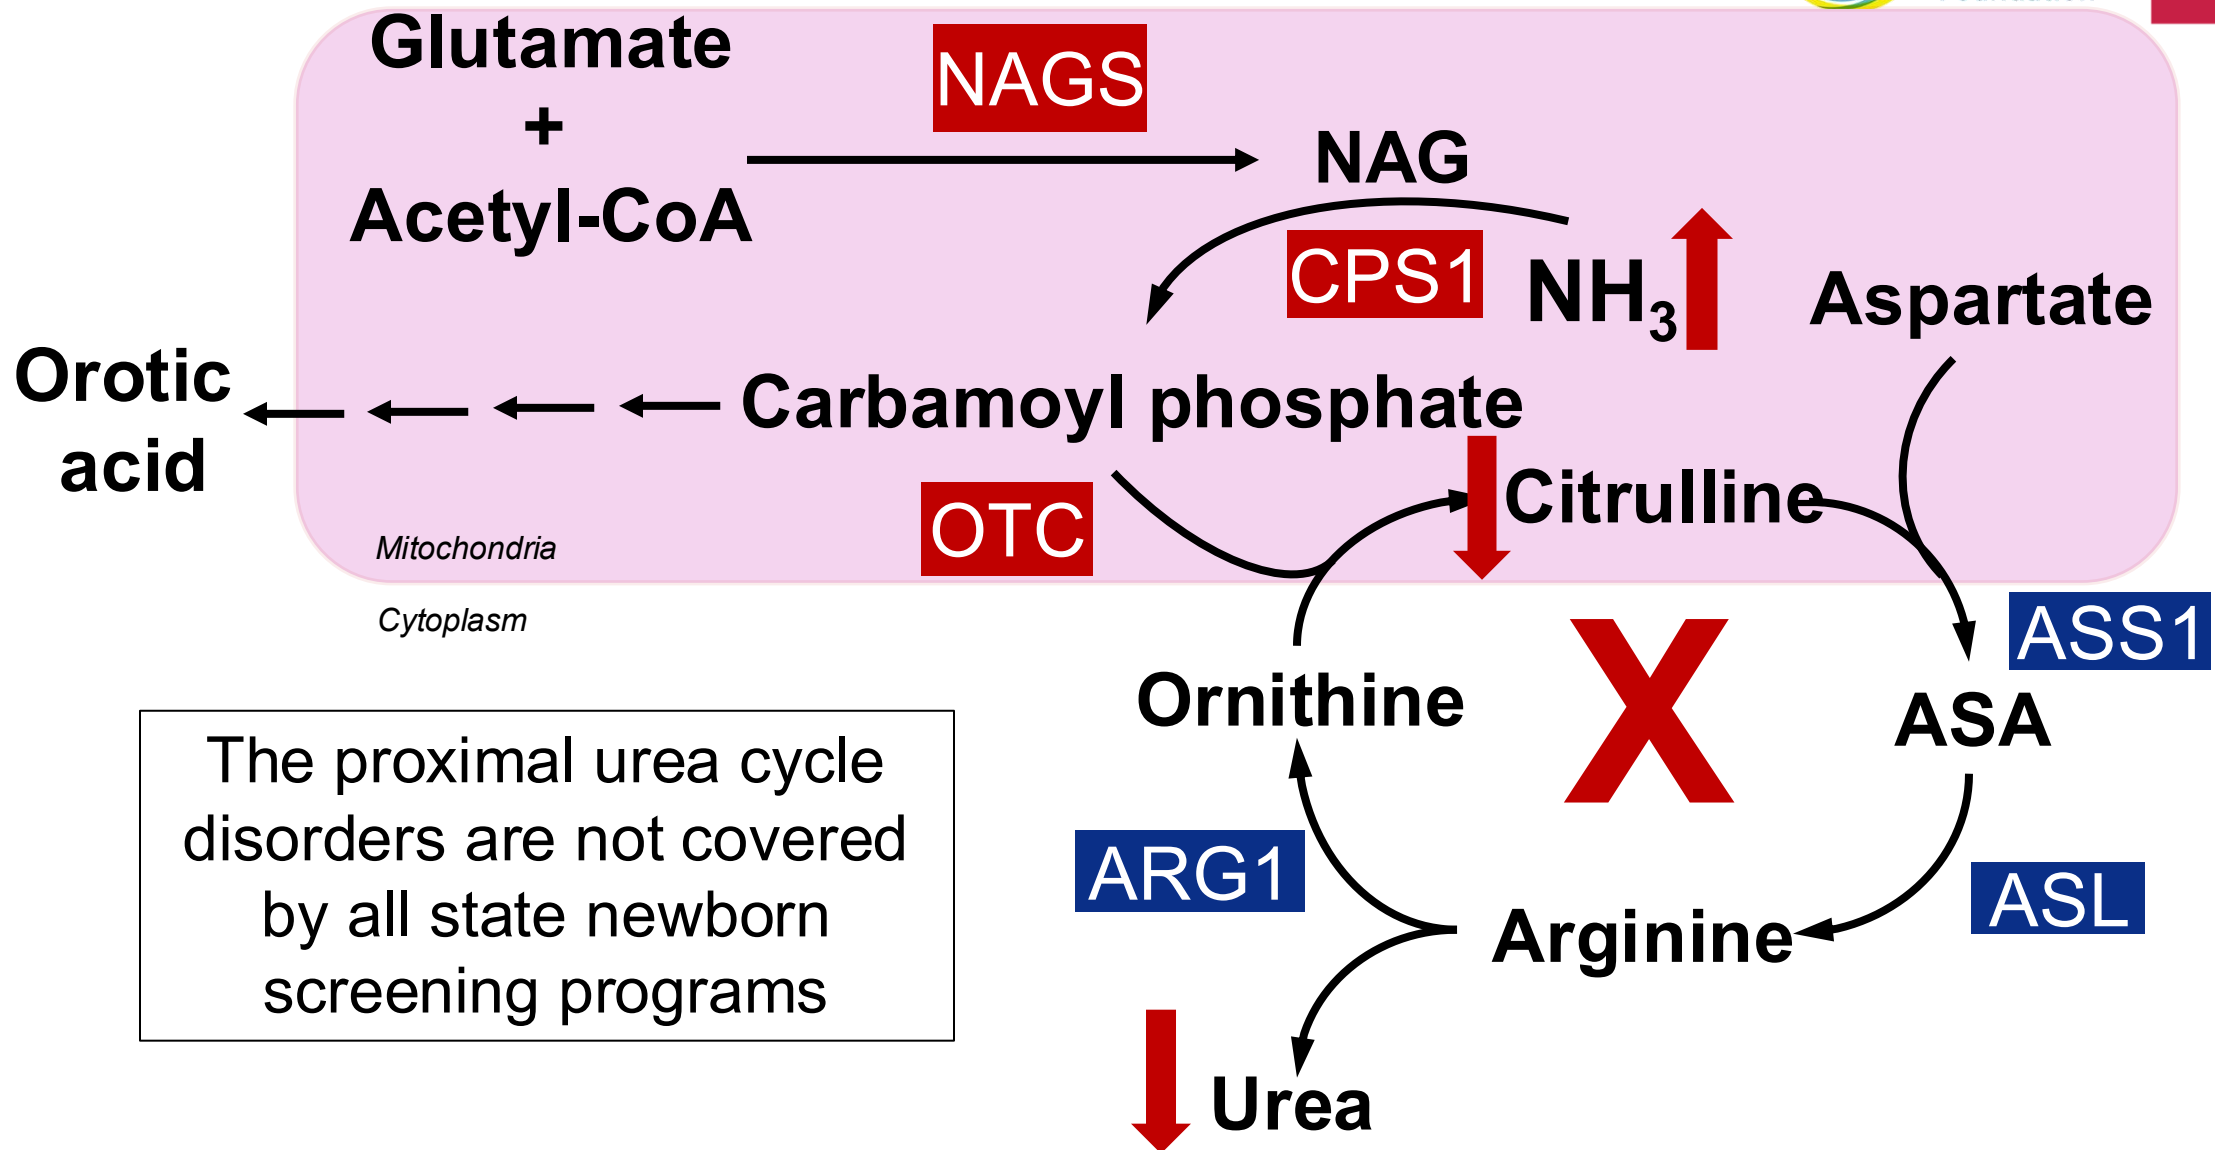 Glutamate
+
Acetyl-CoA
NAGS
NAG
CPS1
NH3
Aspartate
Orotic
acid
Carbamoyl phosphate
OTC
Citrulline
Mitochondria
Cytoplasm
ASS1
Ornithine
X
ASA
The proximal urea cycle
disorders are not covered
by all state newborn
screening programs
ARG1
ASL
Arginine
Urea